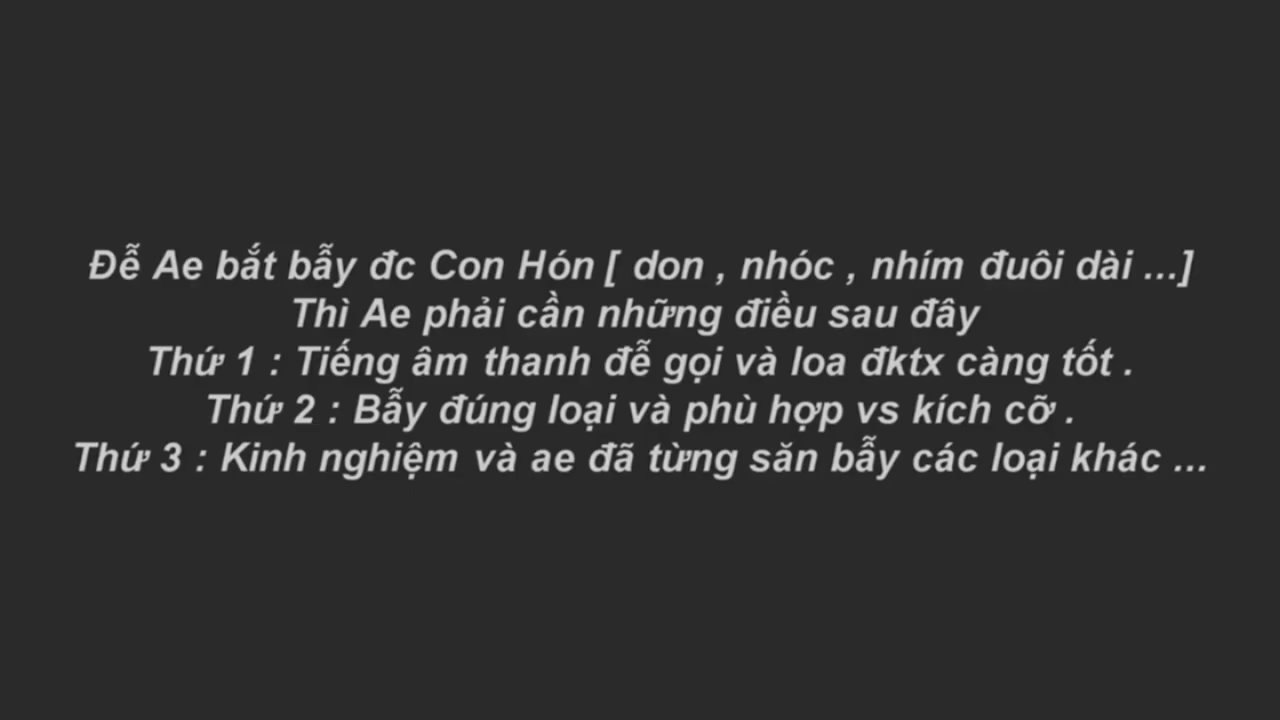 Đễ Ae bắt bẫy đc Con Hón [ don , nhóc , nhím đuôi dài ...]
Thì Ae phải cần những điều sau đây
Thứ 1 : Tiếng âm thanh đễ gọi và loa đktx càng tốt .
Thứ 2 : Bẫy đúng loại và phù hợp vs kích cỡ .
Thứ 3 : Kinh nghiệm và ae đã từng săn bẫy các loại khác ...